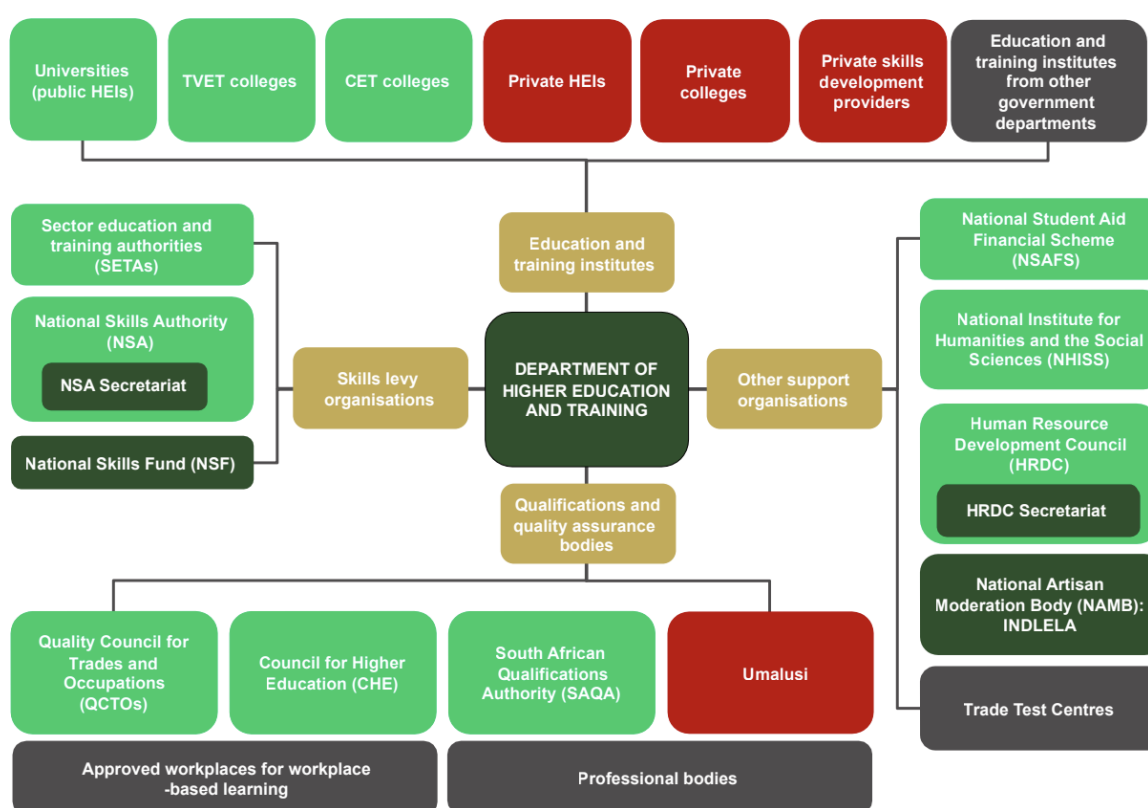 Universities
(public HEIs)
TVET colleges
CET colleges
Private HEIs
Private
colleges
Private skills
development
providers
Education and
training institutes
from other
government
departments
Sector education and
training authorities
(SETAs)
National Skills Authority
(NSA)
NSA Secretariat
National Skills Fund (NSF)
Skills levy
organisations
Education and
training institutes
DEPARTMENT OF
HIGHER EDUCATION
AND TRAINING
Qualifications and
quality assurance
bodies
Other support
organisations
National Student Aid
Financial Scheme
(NSAFS)
National Institute for
Humanities and the Social
Sciences (NHISS)
Human Resource
Development Council
(HRDC)
HRDC Secretariat
National Artisan
Moderation Body (NAMB):
INDLELA
Trade Test Centres
Quality Council for
Trades and
Occupations
(QCTOs)
Council for Higher
Education (CHE)
South African
Qualifications
Authority (SAQA)
Umalusi
Approved workplaces for workplace
-based learning
Professional bodies